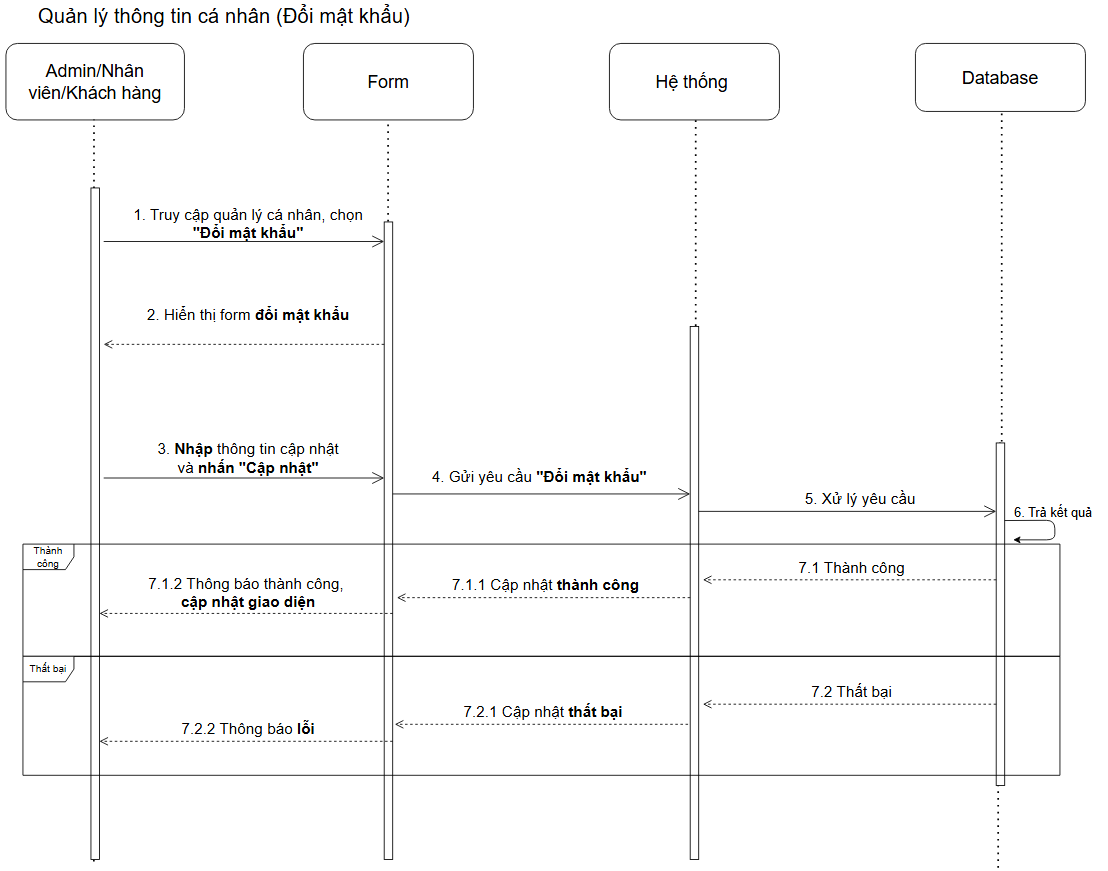 Quản lý thông tin cá nhân (Đổi mật khẩu)
Admin/Nhân
viên/Khách hàng
Form
Hệ thống
Database
1. Truy cập quản lý cá nhân, chọn
"Đổi mật khẩu"
2. Hiển thị form đổi mật khẩu
3. Nhập thông tin cập nhật
và nhấn "Cập nhật"
4. Gửi yêu cầu "Đổi mật khẩu"
5. Xử lý yêu cầu
6. Trả kết quả
Thành
công
7.1 Thành công
7.1.1 Cập nhật thành công
7.1.2 Thông báo thành công,
cập nhật giao diện
Thất bại
7.2 Thất bại
7.2.1 Cập nhật thất bại
7.2.2 Thông báo lỗi